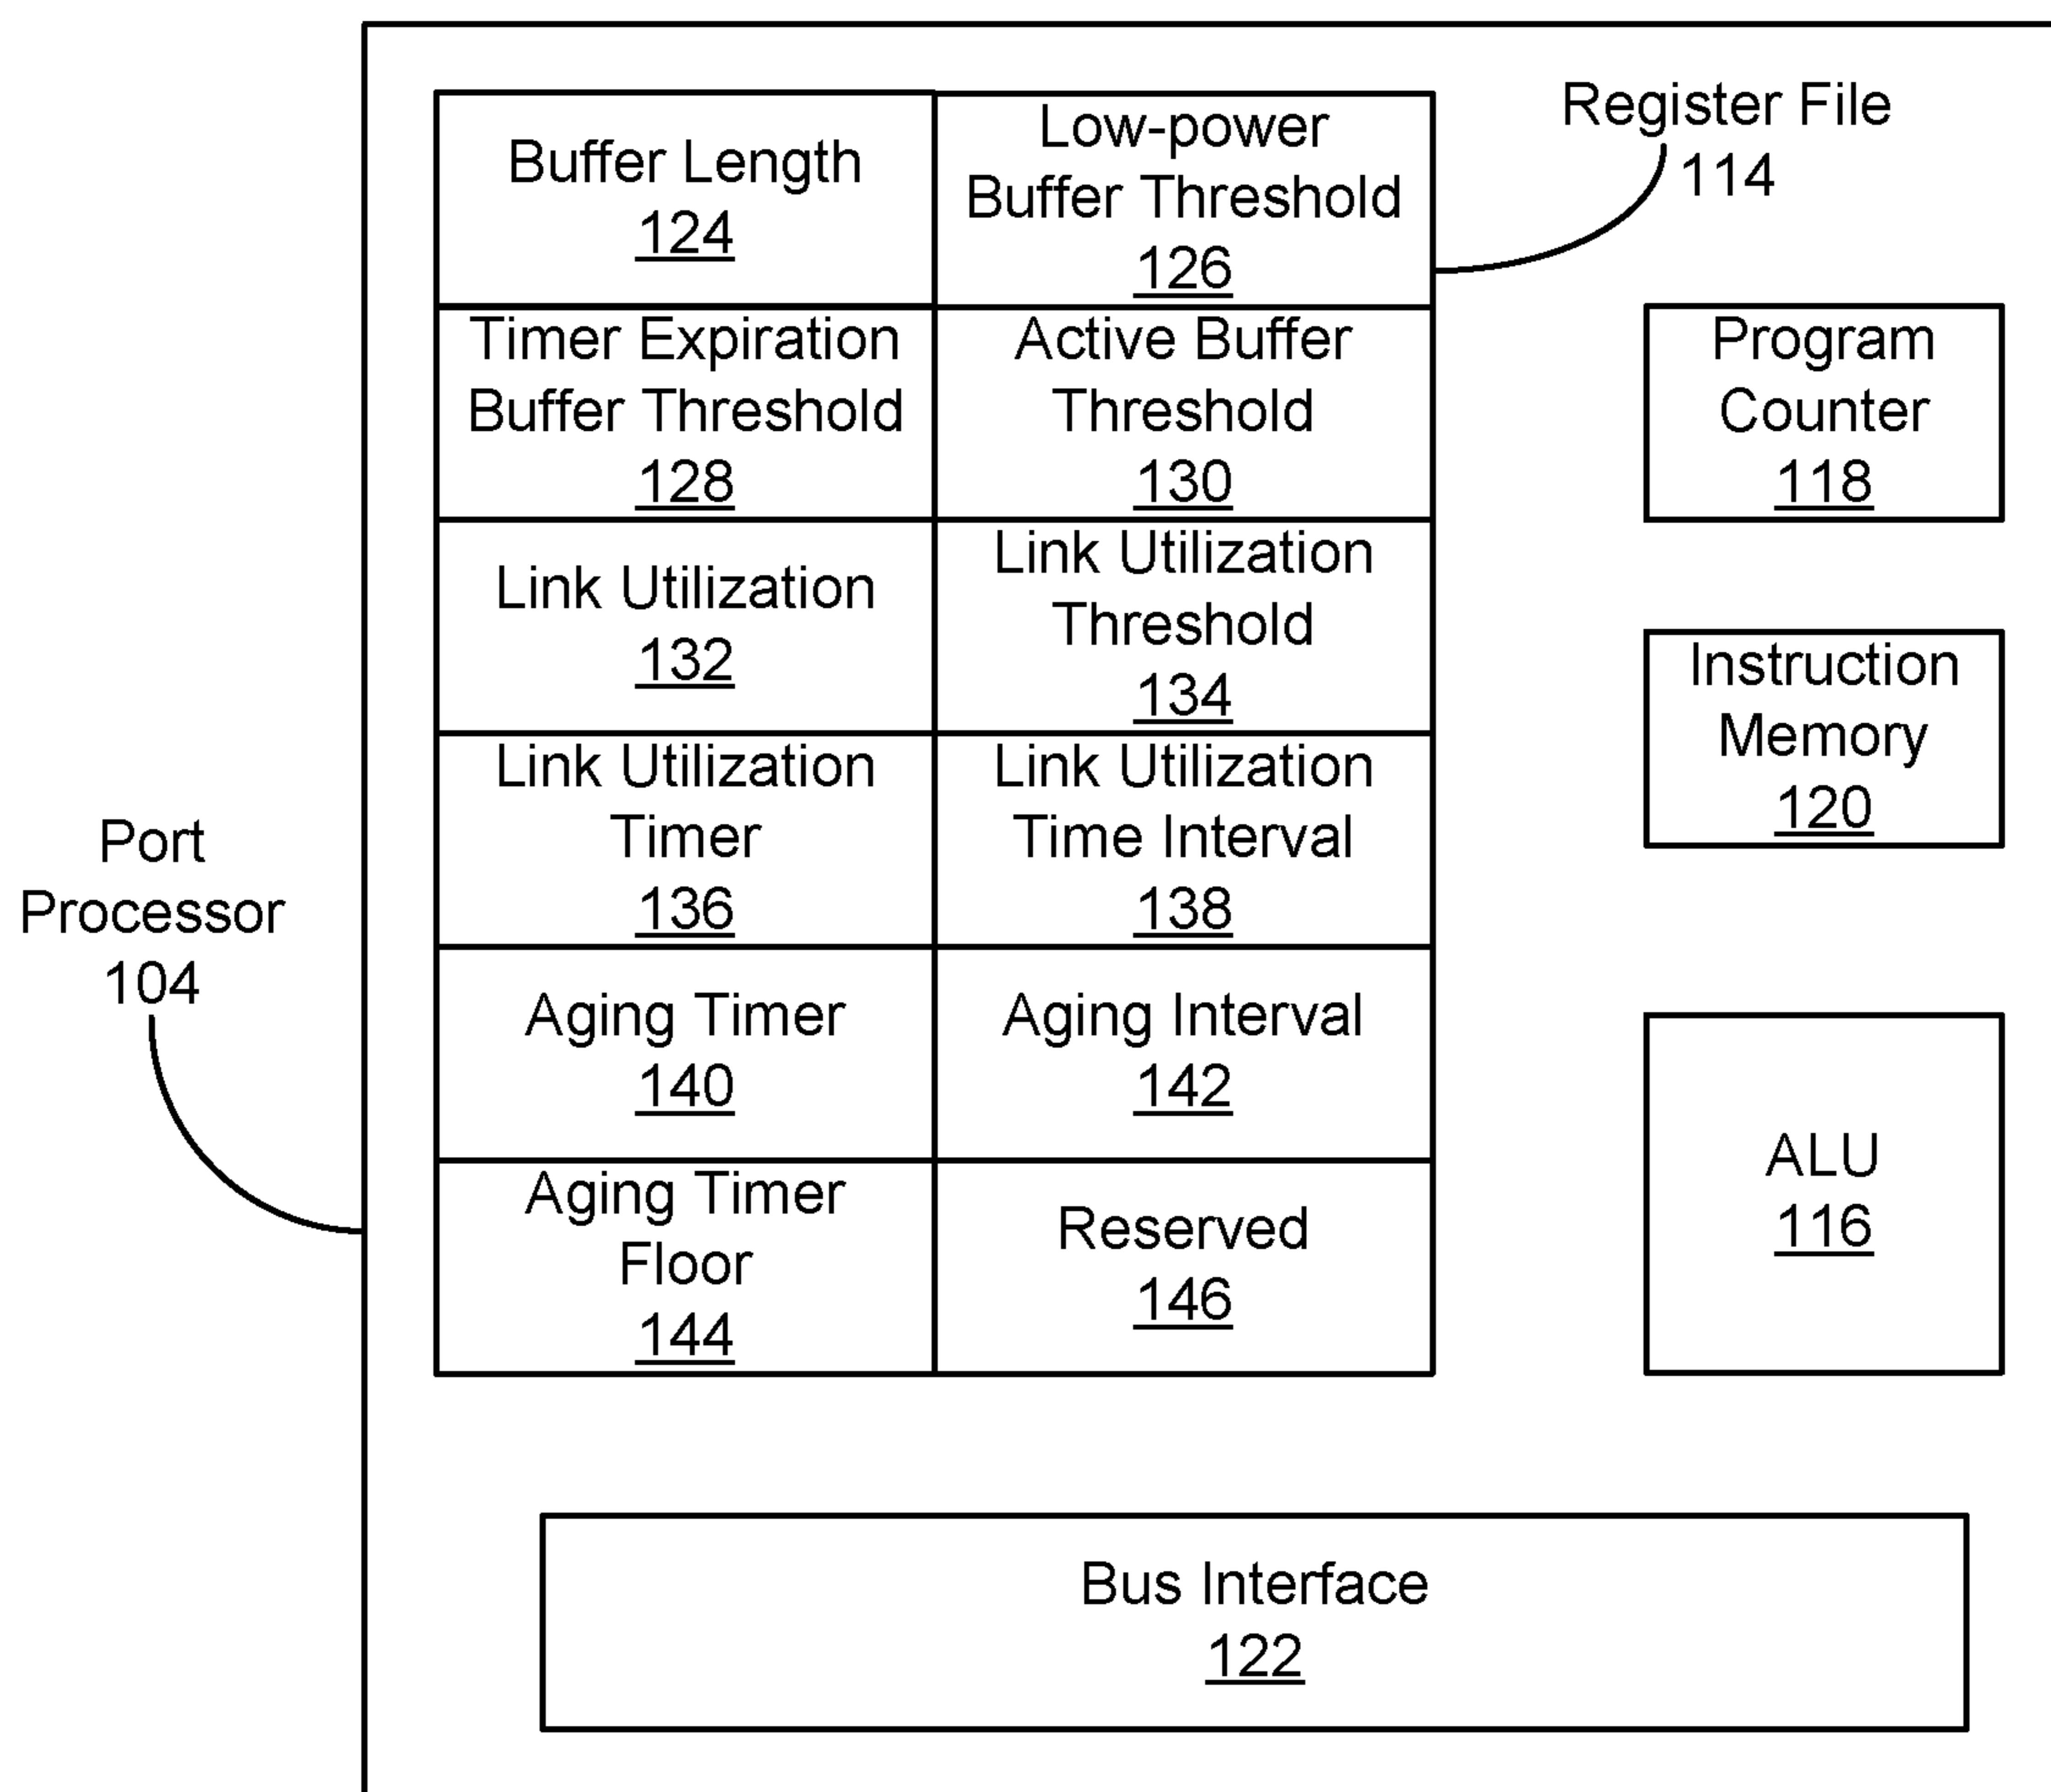 Register File
114
Buffer Length
124
Low-power
Buffer Threshold
126
Timer Expiration
Buffer Threshold
128
Active Buffer
Threshold
130
Program
Counter
118
Link Utilization
132
Link Utilization
Threshold
134
Instruction
Memory
120
Link Utilization
Timer
136
Link Utilization
Time Interval
138
Port
Processor
104
Aging Timer
140
Aging Interval
142
ALU
116
Aging Timer
Floor
144
Reserved
146
Bus Interface
122